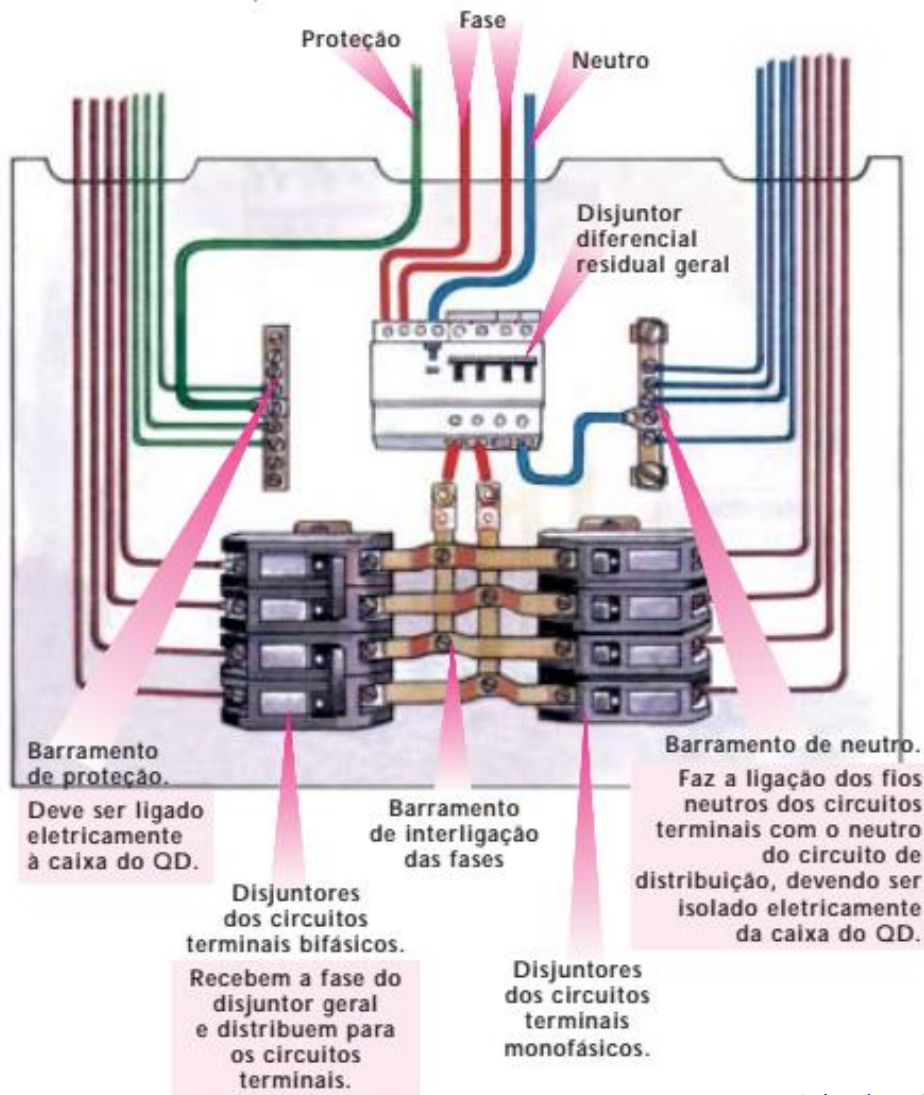 Proteção
Fase
Neutro
Disjuntor
diferencial
residual geral
Barramento
de proteção.
Deve ser ligado
eletricamente
à caixa do QD.
Disjuntores
dos circuitos
terminais bifásicos.
Recebem a fase do
disjuntor geral
e distribuem para
os circuitos
terminais.
Barramento
de interligação
das fases
Disjuntores
dos circuitos
terminais
monofásicos.
Barramento de neutro.
Faz a ligação dos fios
neutros dos circuitos
terminais com o neutro
do circuito de
distribuição, devendo ser
isolado eletricamente
da caixa do QD.